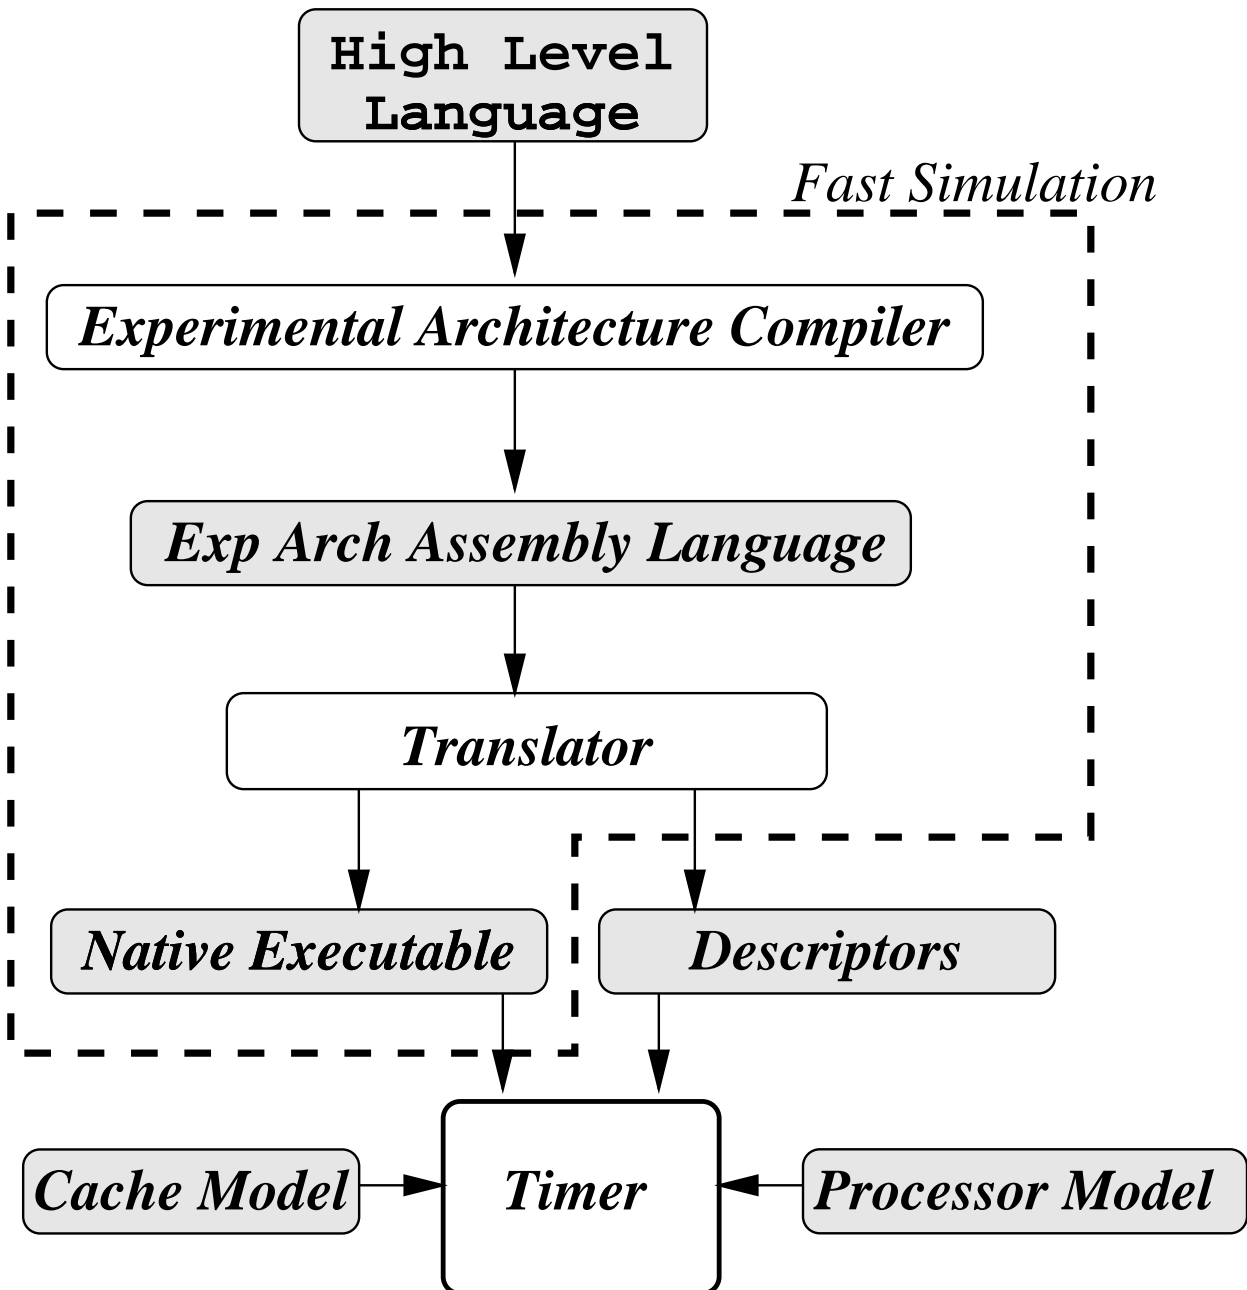 High Level
Language
Fast Simulation
Experimental Architecture Compiler
Exp Arch Assembly Language
Translator
Native Executable
Descriptors
Cache Model
Timer
Processor Model